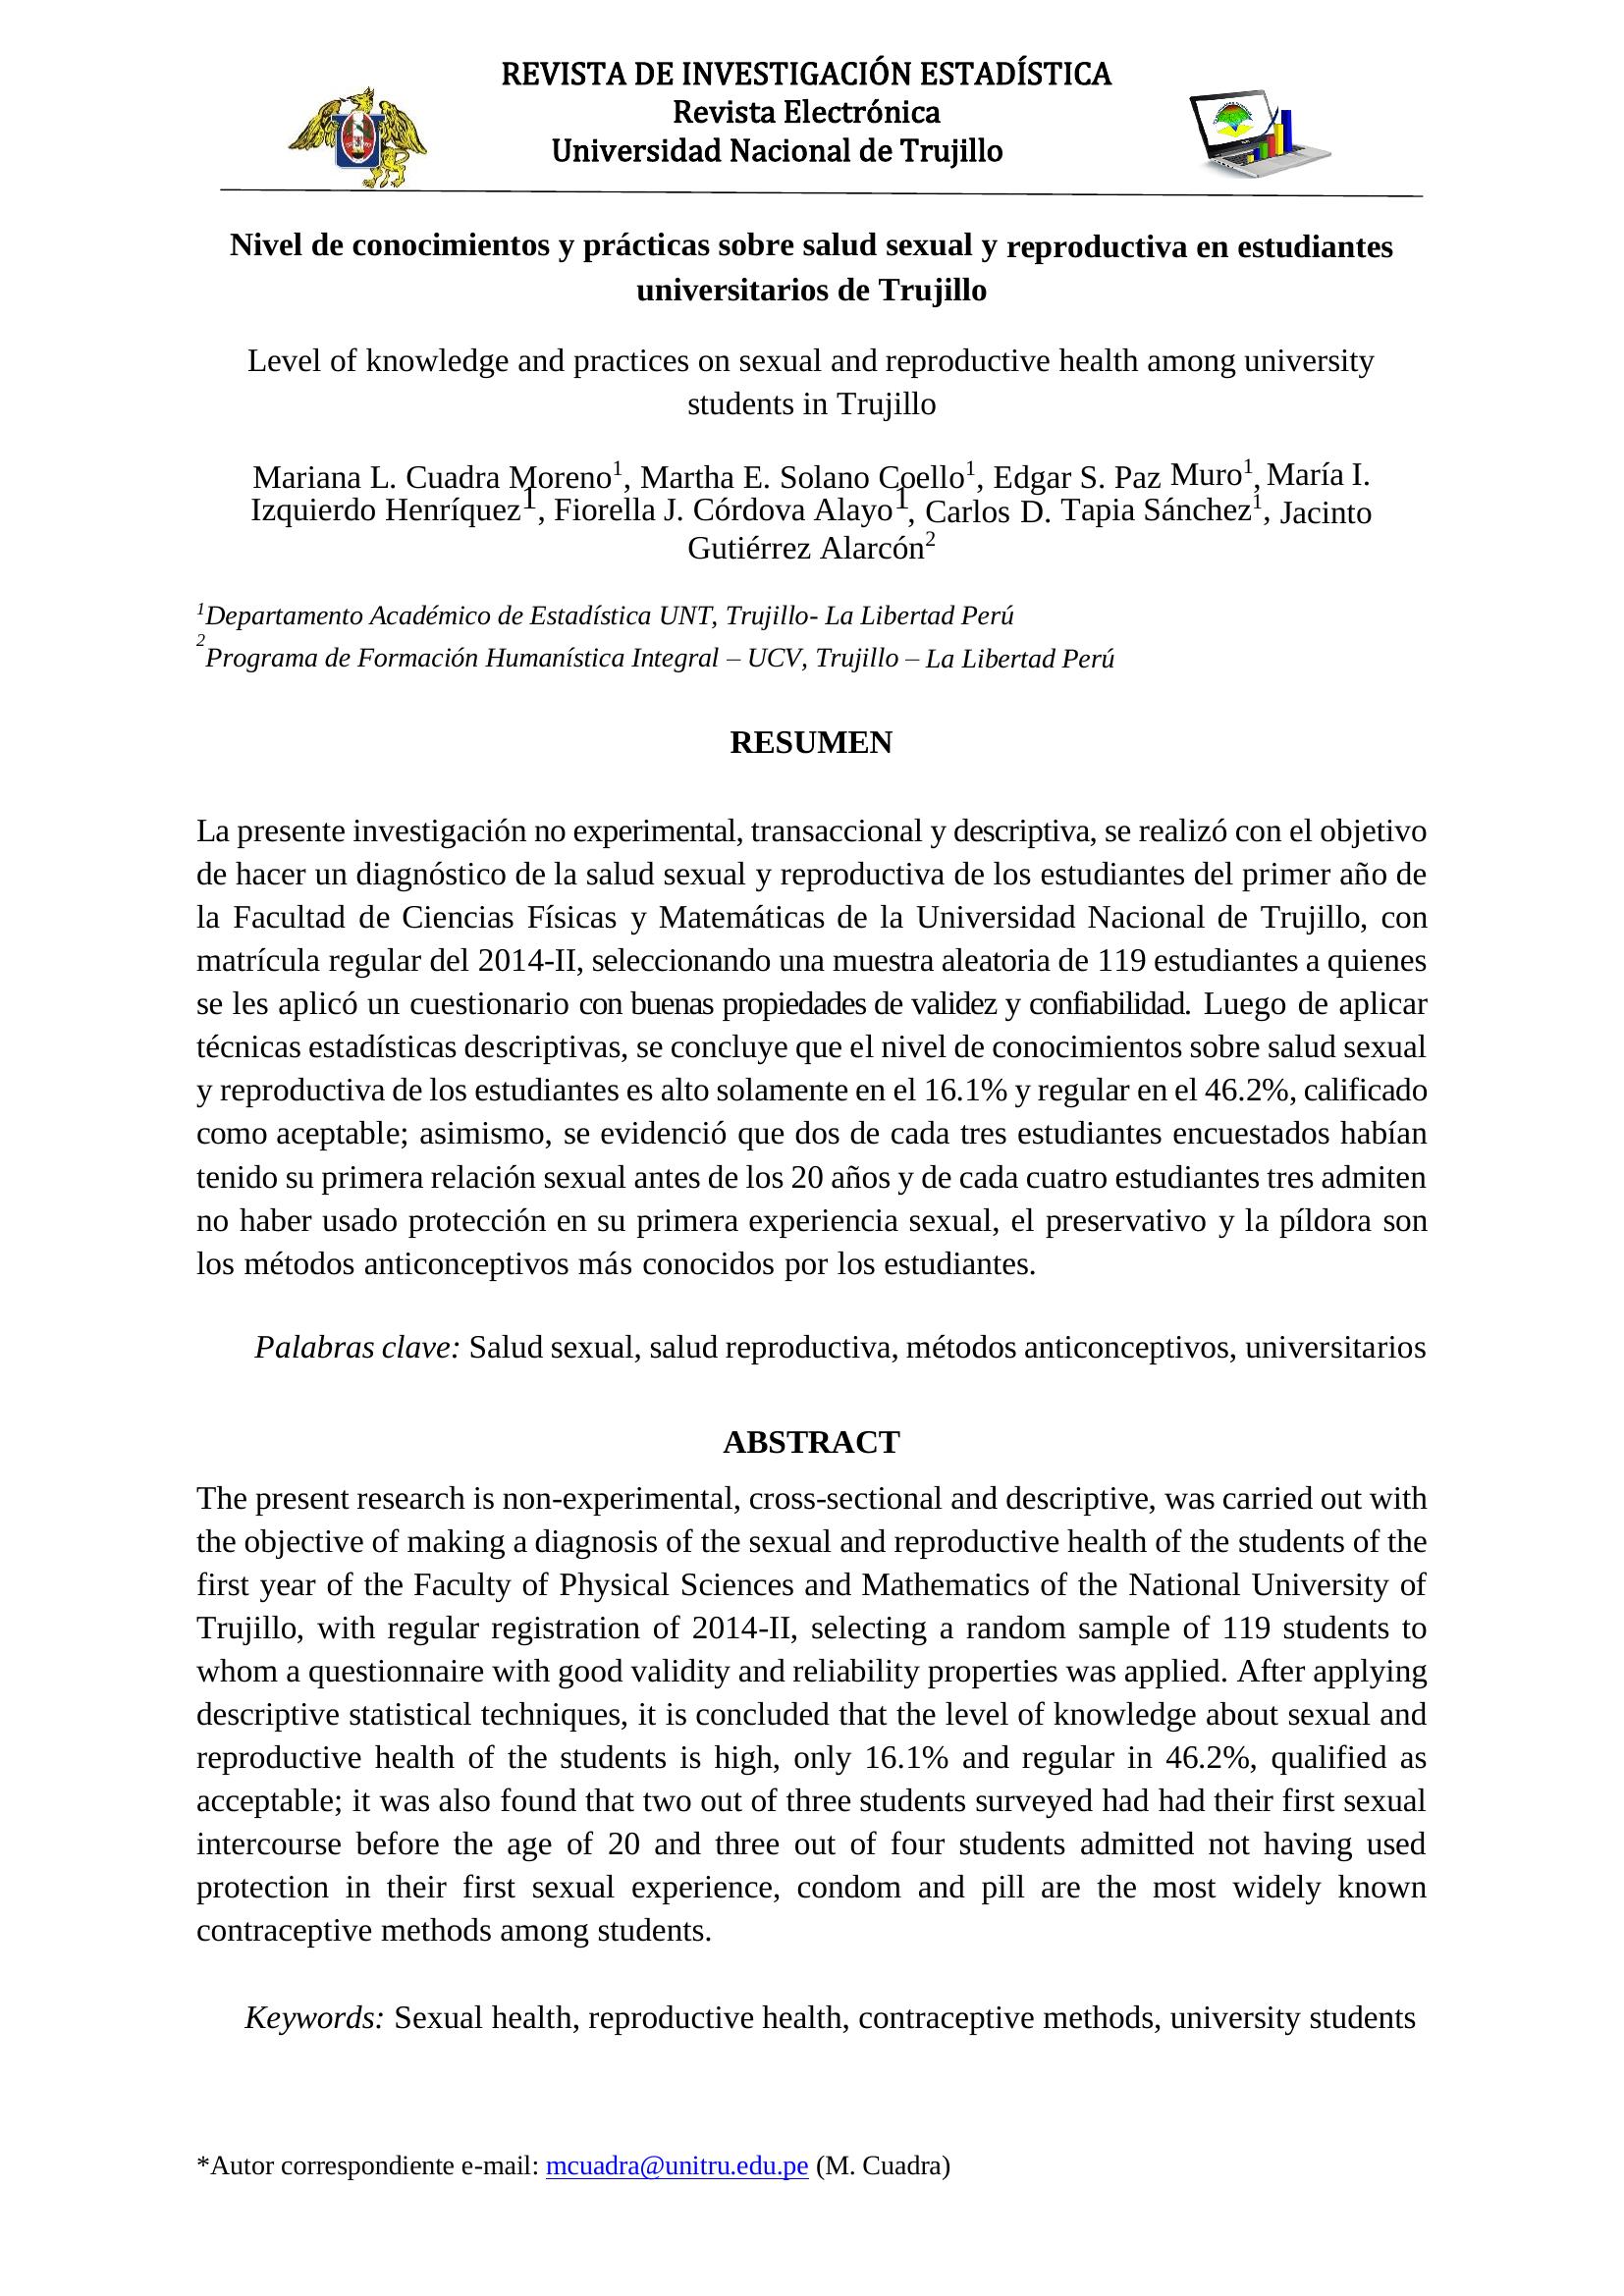 REVISTA DE INVESTIGACIÓN ESTADÍSTICA
Revista Electrónica
Universidad Nacional de Trujillo
Nivel de conocimientos y prácticas sobre salud sexual y reproductiva en estudiantes
universitarios de Trujillo
Level of knowledge and practices on sexual and reproductive health among university
students in Trujillo
Mariana L. Cuadra Moreno1, Martha E. Solano Coello1, Edgar S. Paz Muro1, María I.
Izquierdo Henríquez1, Fiorella J. Córdova Alayo1, Carlos D. Tapia Sánchez1, Jacinto
Gutiérrez Alarcón2
1Departamento Académico de Estadística UNT, Trujillo- La Libertad Perú
2Programa de Formación Humanística Integral – UCV, Trujillo – La Libertad Perú
RESUMEN
La presente investigación no experimental, transaccional y descriptiva, se realizó con el objetivo
de hacer un diagnóstico de la salud sexual y reproductiva de los estudiantes del primer año de
la Facultad de Ciencias Físicas y Matemáticas de la Universidad Nacional de Trujillo, con
matrícula regular del 2014-II, seleccionando una muestra aleatoria de 119 estudiantes a quienes
se les aplicó un cuestionario con buenas propiedades de validez y confiabilidad. Luego de aplicar
técnicas estadísticas descriptivas, se concluye que el nivel de conocimientos sobre salud sexual
y reproductiva de los estudiantes es alto solamente en el 16.1% y regular en el 46.2%, calificado
como aceptable; asimismo, se evidenció que dos de cada tres estudiantes encuestados habían
tenido su primera relación sexual antes de los 20 años y de cada cuatro estudiantes tres admiten
no haber usado protección en su primera experiencia sexual, el preservativo y la píldora son
los métodos anticonceptivos más conocidos por los estudiantes.
Palabras clave: Salud sexual, salud reproductiva, métodos anticonceptivos, universitarios
ABSTRACT
The present research is non-experimental, cross-sectional and descriptive, was carried out with
the objective of making a diagnosis of the sexual and reproductive health of the students of the
first year of the Faculty of Physical Sciences and Mathematics of the National University of
Trujillo, with regular registration of 2014-II, selecting a random sample of 119 students to
whom a questionnaire with good validity and reliability properties was applied. After applying
descriptive statistical techniques, it is concluded that the level of knowledge about sexual and
reproductive health of the students is high, only 16.1% and regular in 46.2%, qualified as
acceptable; it was also found that two out of three students surveyed had had their first sexual
intercourse before the age of 20 and three out of four students admitted not having used
protection in their first sexual experience, condom and pill are the most widely known
contraceptive methods among students.
Keywords: Sexual health, reproductive health, contraceptive methods, university students
*Autor correspondiente e-mail: mcuadra@unitru.edu.pe (M. Cuadra)